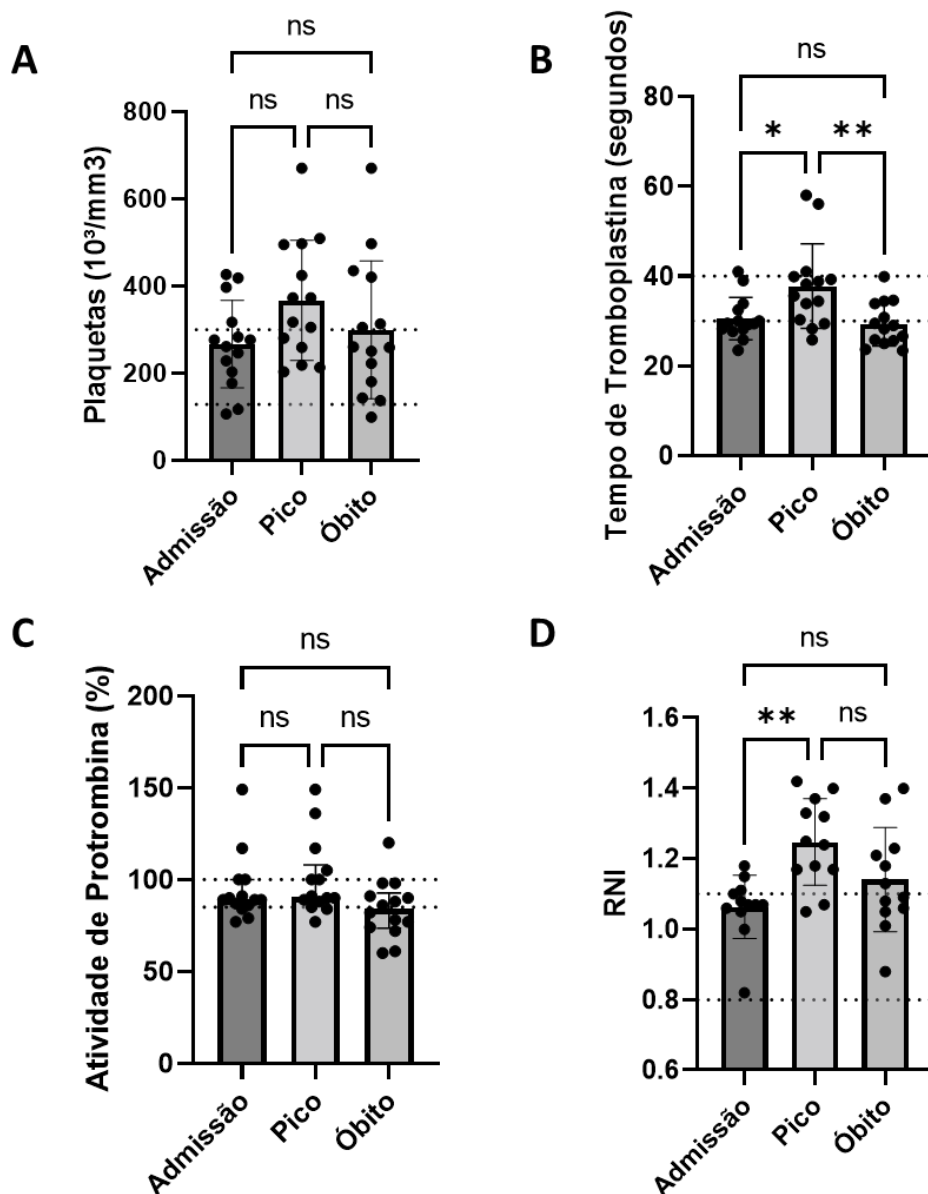 A
ns
ns ns
Plaquetas (10³/mm3)
800
600
400
200
0
Admissão Pico Óbito
B
ns
* **
Tempo de Tromboplastina (segundos)
80
60
40
20
0
Admissão Pico Óbito
C
ns
ns ns
Atividade de Protrombina (%)
200
150
100
50
0
Admissão Pico Óbito
D
ns
** ns
RNI
1.6
1.4
1.2
1.0
0.8
0.6
Admissão Pico Óbito